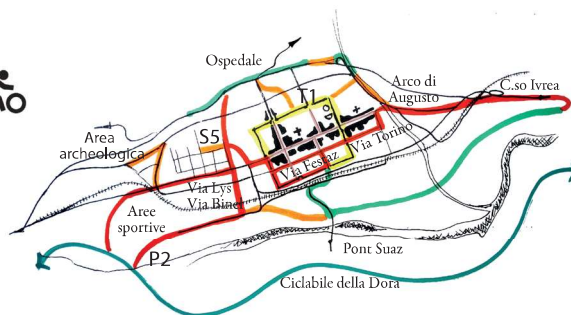 Ospedale
Arco di
Augusto
C.so Ivrea
T1
Area
archeologica
S5
Via Torino
Via Festaz
Via Lys
Via Biner
Aree
sportive
Pont Suaz
P2
Ciclabile della Dora